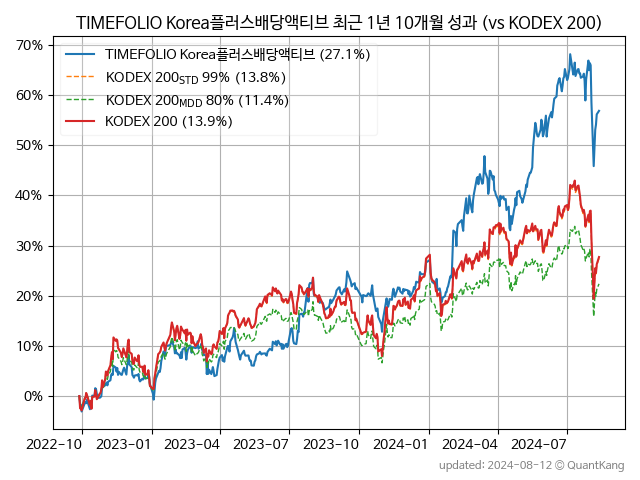 TIMEFOLIO Korea플러스배당액티브 최근 1년 10개월 성과 (vs KODEX 200)
TIMEFOLIO Korea플러스배당액티브 (27.1%)
KODEX 200STD 99% (13.8%)
KODEX 200MDD 80% (11.4%)
KODEX 200 (13.9%)
70%
60%
50%
40%
30%
20%
10%
0%
2022-10 2023-01 2023-04 2023-07 2023-10 2024-01 2024-04 2024-07
updated: 2024-08-12 © QuantKang